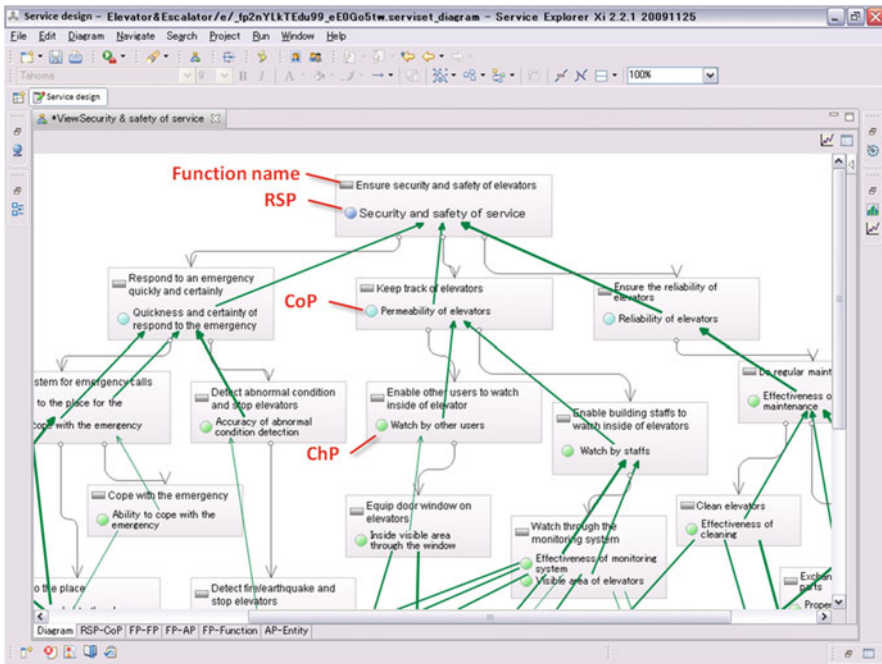 Service design - Elevator&Escalator/e/_fp2nYLkTEdu99_eE0Go5tw.serviset_diagram - Service Explorer Xi 2.2.1 20091125
File Edit Diagram Navigate Search Project Run Window Help
Tahoma 9 B I A 100%
Service design
*ViewSecurity & safety of service
Function name
Ensure security and safety of elevators
RSP
Security and safety of service
Respond to an emergency
quickly and certainly
Quickness and certainty of
respond to the emergency
Keep track of elevators
CoP
Permeability of elevators
Ensure the reliability of
elevators
Reliability of elevators
stem for emergency calls
to the place for the
cope with the emergency
Detect abnormal condition
and stop elevators
Accuracy of abnormal
condition detection
Enable other users to watch
inside of elevator
Watch by other users
ChP
Enable building staffs to
watch inside of elevators
Watch by staffs
Do regular maint
Effectiveness o
maintenance
Cope with the emergency
Ability to cope with the
emergency
Equip door window on
elevators
Inside visible area
through the window
Watch through the
monitoring system
Effectiveness of monitoring
system
Visible area of elevators
Clean elevators
Effectiveness of
cleaning
to the place
Detect fire/earthquake and
stop elevators
Exchan
parts
Proper
Diagram RSP-CoP FP-FP FP-AP FP-Function AP-Entity